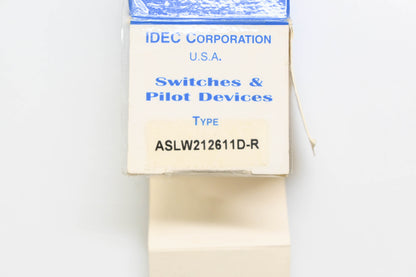 IDEC CORPORATION
U.S.A.
Switches &
Pilot Devices
TYPE
ASLW212611D-R